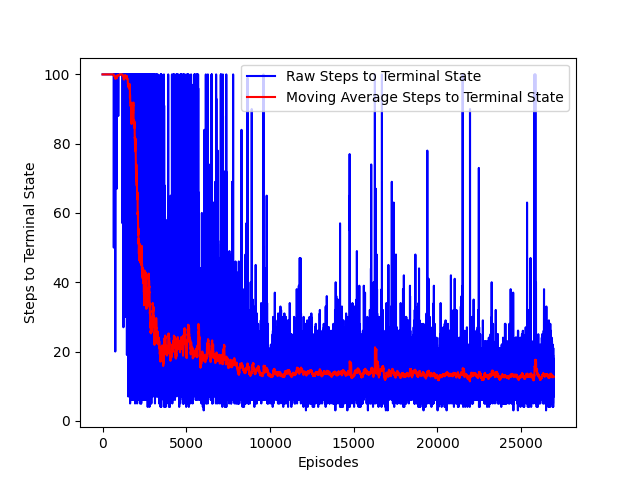 Raw Steps to Terminal State
Moving Average Steps to Terminal State
100
80
60
40
20
0
Steps to Terminal State
0 5000 10000 15000 20000 25000
Episodes